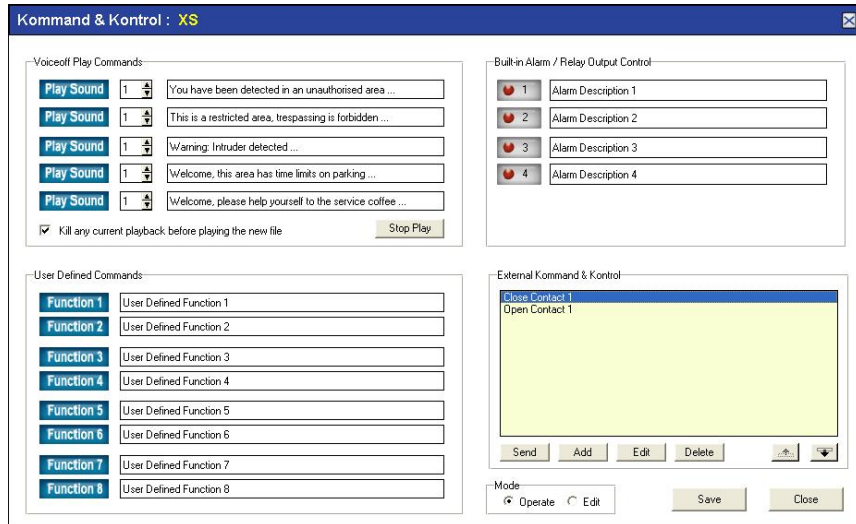 Kommand & Kontrol : XS
Voiceoff Play Commands
Play Sound 1 You have been detected in an unauthorised area ...
Play Sound 1 This is a restricted area, trespassing is forbidden ...
Play Sound 1 Warning: Intruder detected ...
Play Sound 1 Welcome, this area has time limits on parking ...
Play Sound 1 Welcome, please help yourself to the service coffee ...
Kill any current playback before playing the new file Stop Play
Built-in Alarm / Relay Output Control
1 Alarm Description 1
2 Alarm Description 2
3 Alarm Description 3
4 Alarm Description 4
User Defined Commands
Function 1 User Defined Function 1
Function 2 User Defined Function 2
Function 3 User Defined Function 3
Function 4 User Defined Function 4
Function 5 User Defined Function 5
Function 6 User Defined Function 6
Function 7 User Defined Function 7
Function 8 User Defined Function 8
External Kommand & Kontrol
Close Contact 1
Open Contact 1
Send Add Edit Delete
Mode
Operate Edit Save Close